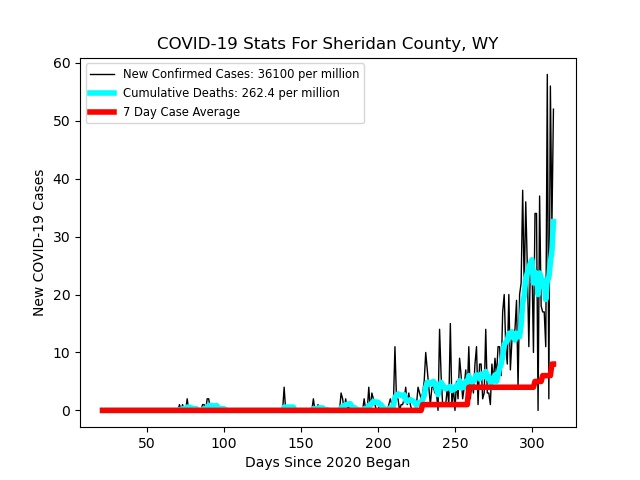 COVID-19 Stats For Sheridan County, WY
New Confirmed Cases: 36100 per million
Cumulative Deaths: 262.4 per million
7 Day Case Average
New COVID-19 Cases
60
50
40
30
20
10
0
50 100 150 200 250 300
Days Since 2020 Began